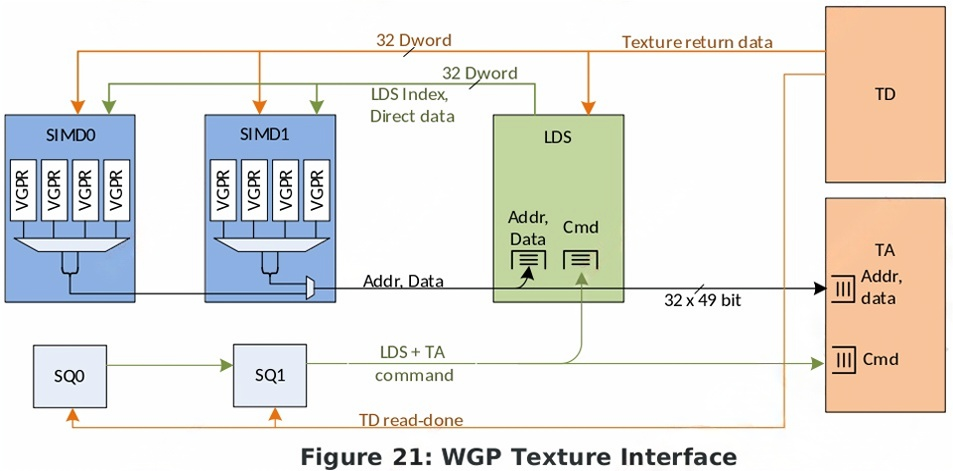 32 Dword
Texture return data
TD
32 Dword
LDS Index,
Direct data
SIMD0
VGPR
VGPR
VGPR
VGPR
SIMD1
VGPR
VGPR
VGPR
VGPR
LDS
Addr,
Data
Cmd
TA
Addr,
data
Addr, Data
32 x 49 bit
Cmd
SQ0
SQ1
LDS + TA
command
TD read-done
Figure 21: WGP Texture Interface